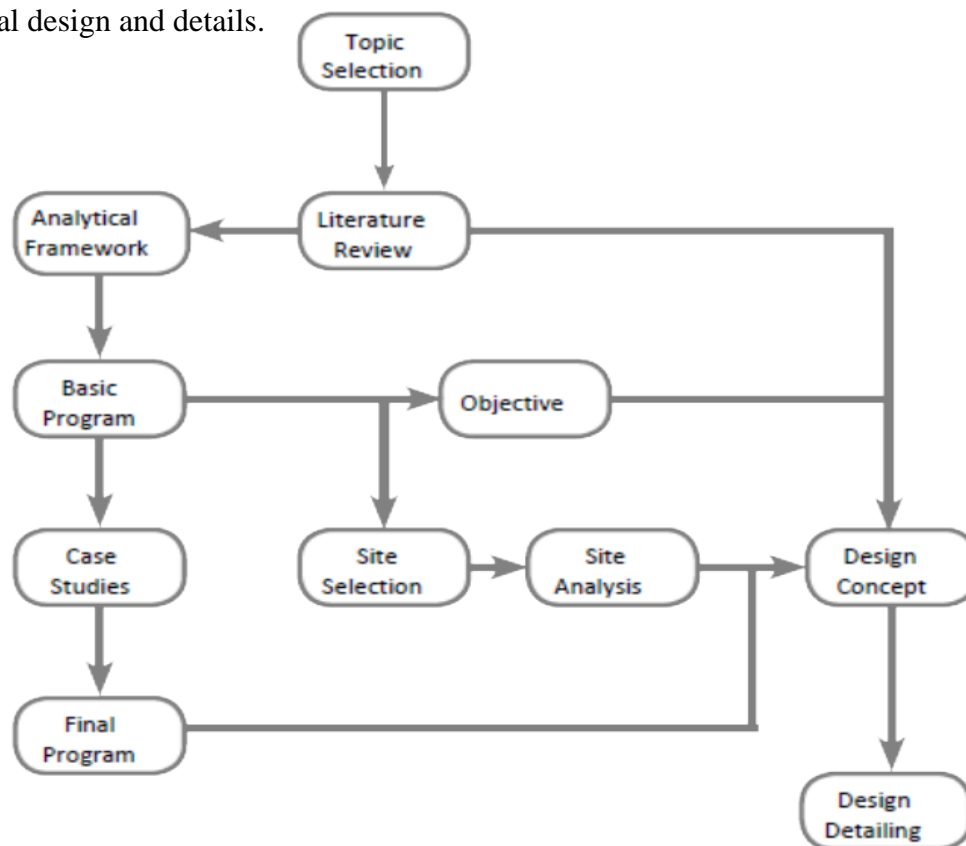 al design and details.
Topic
Selection
Analytical
Framework
Literature
Review
Basic
Program
Objective
Case
Studies
Site
Selection
Site
Analysis
Design
Concept
Final
Program
Design
Detailing